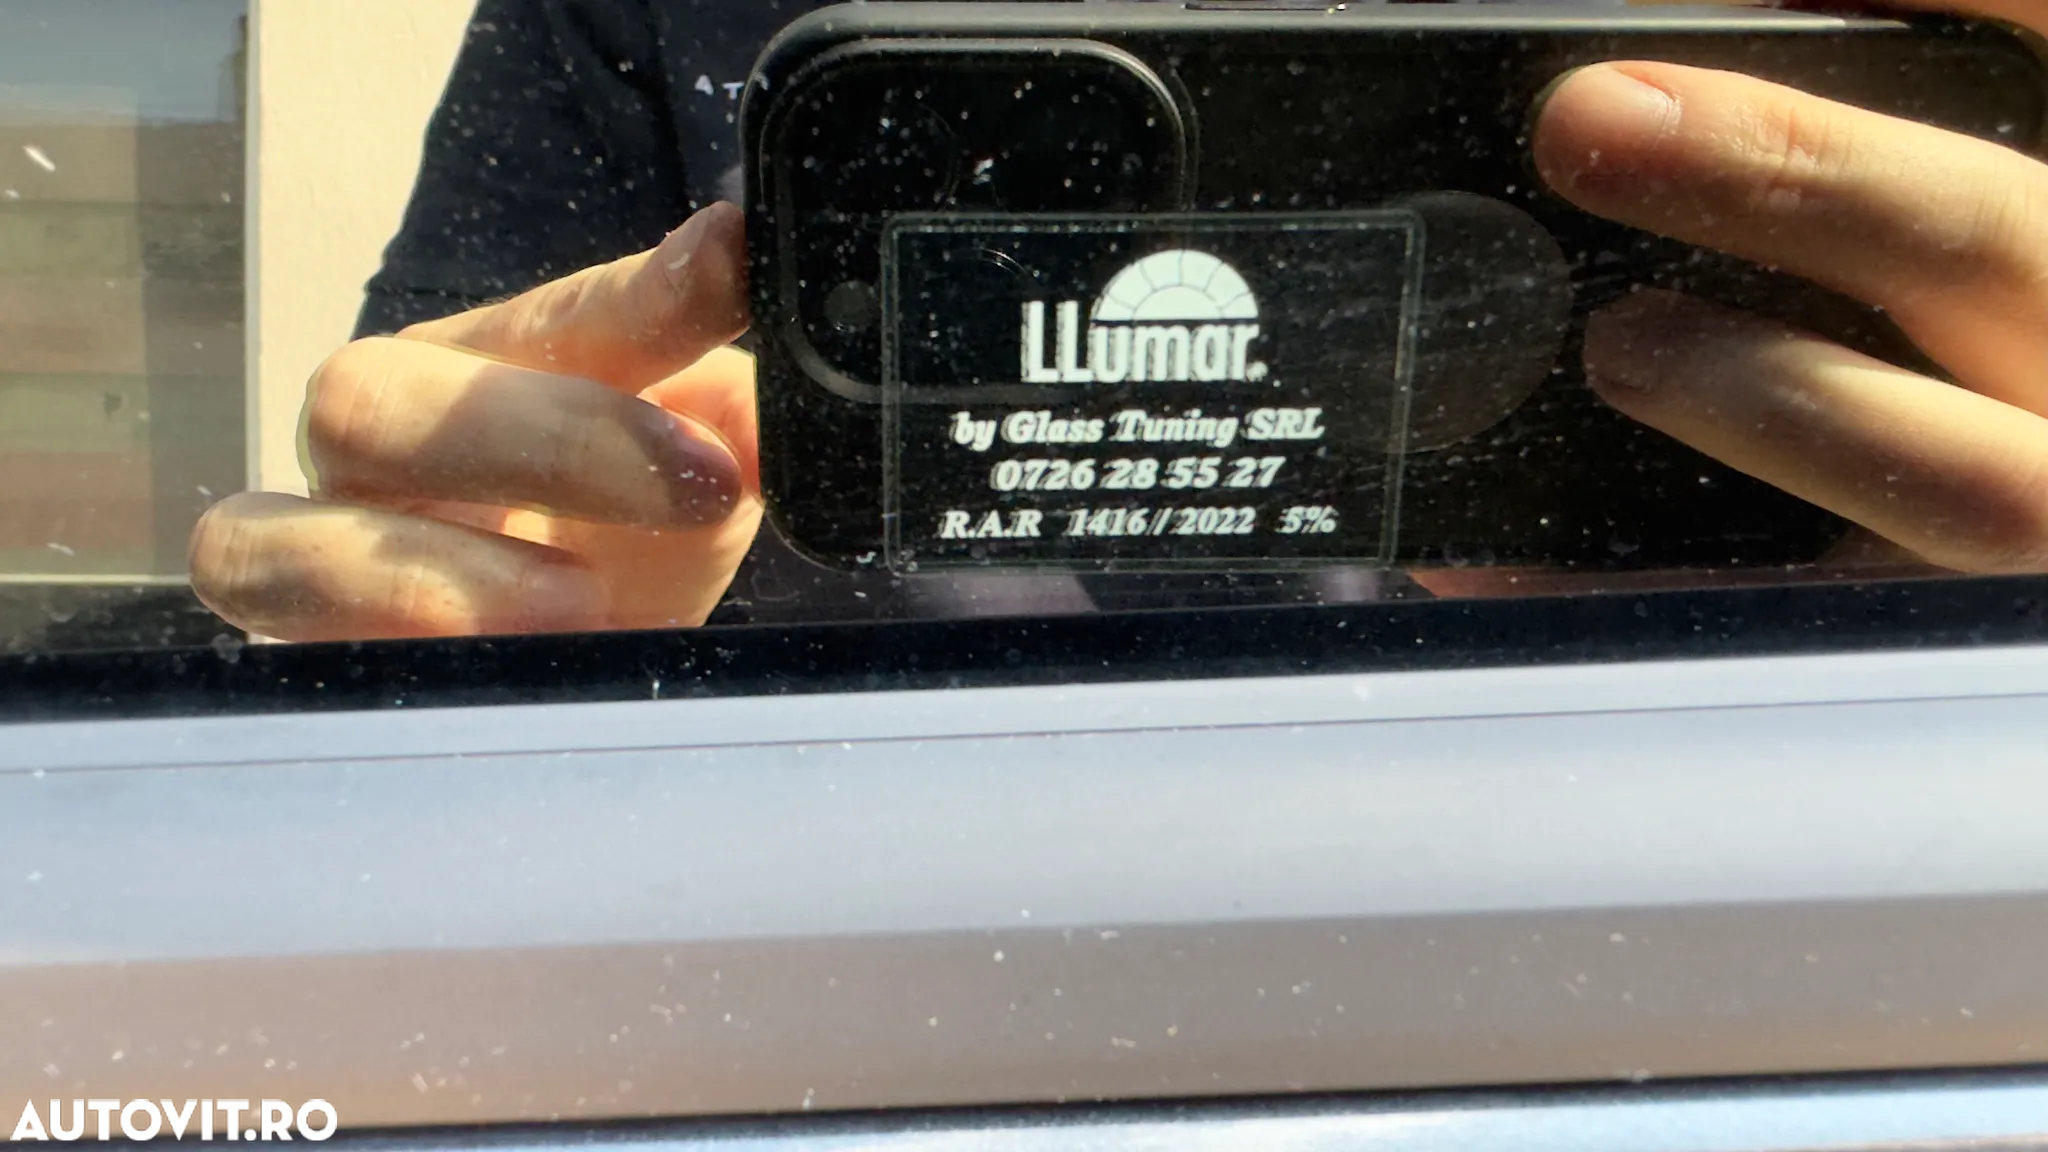 LLumar
by Glass Tuning SRL
0726 28 55 27
R.A.R 1416//2022 5%
AUTOVIT.RO